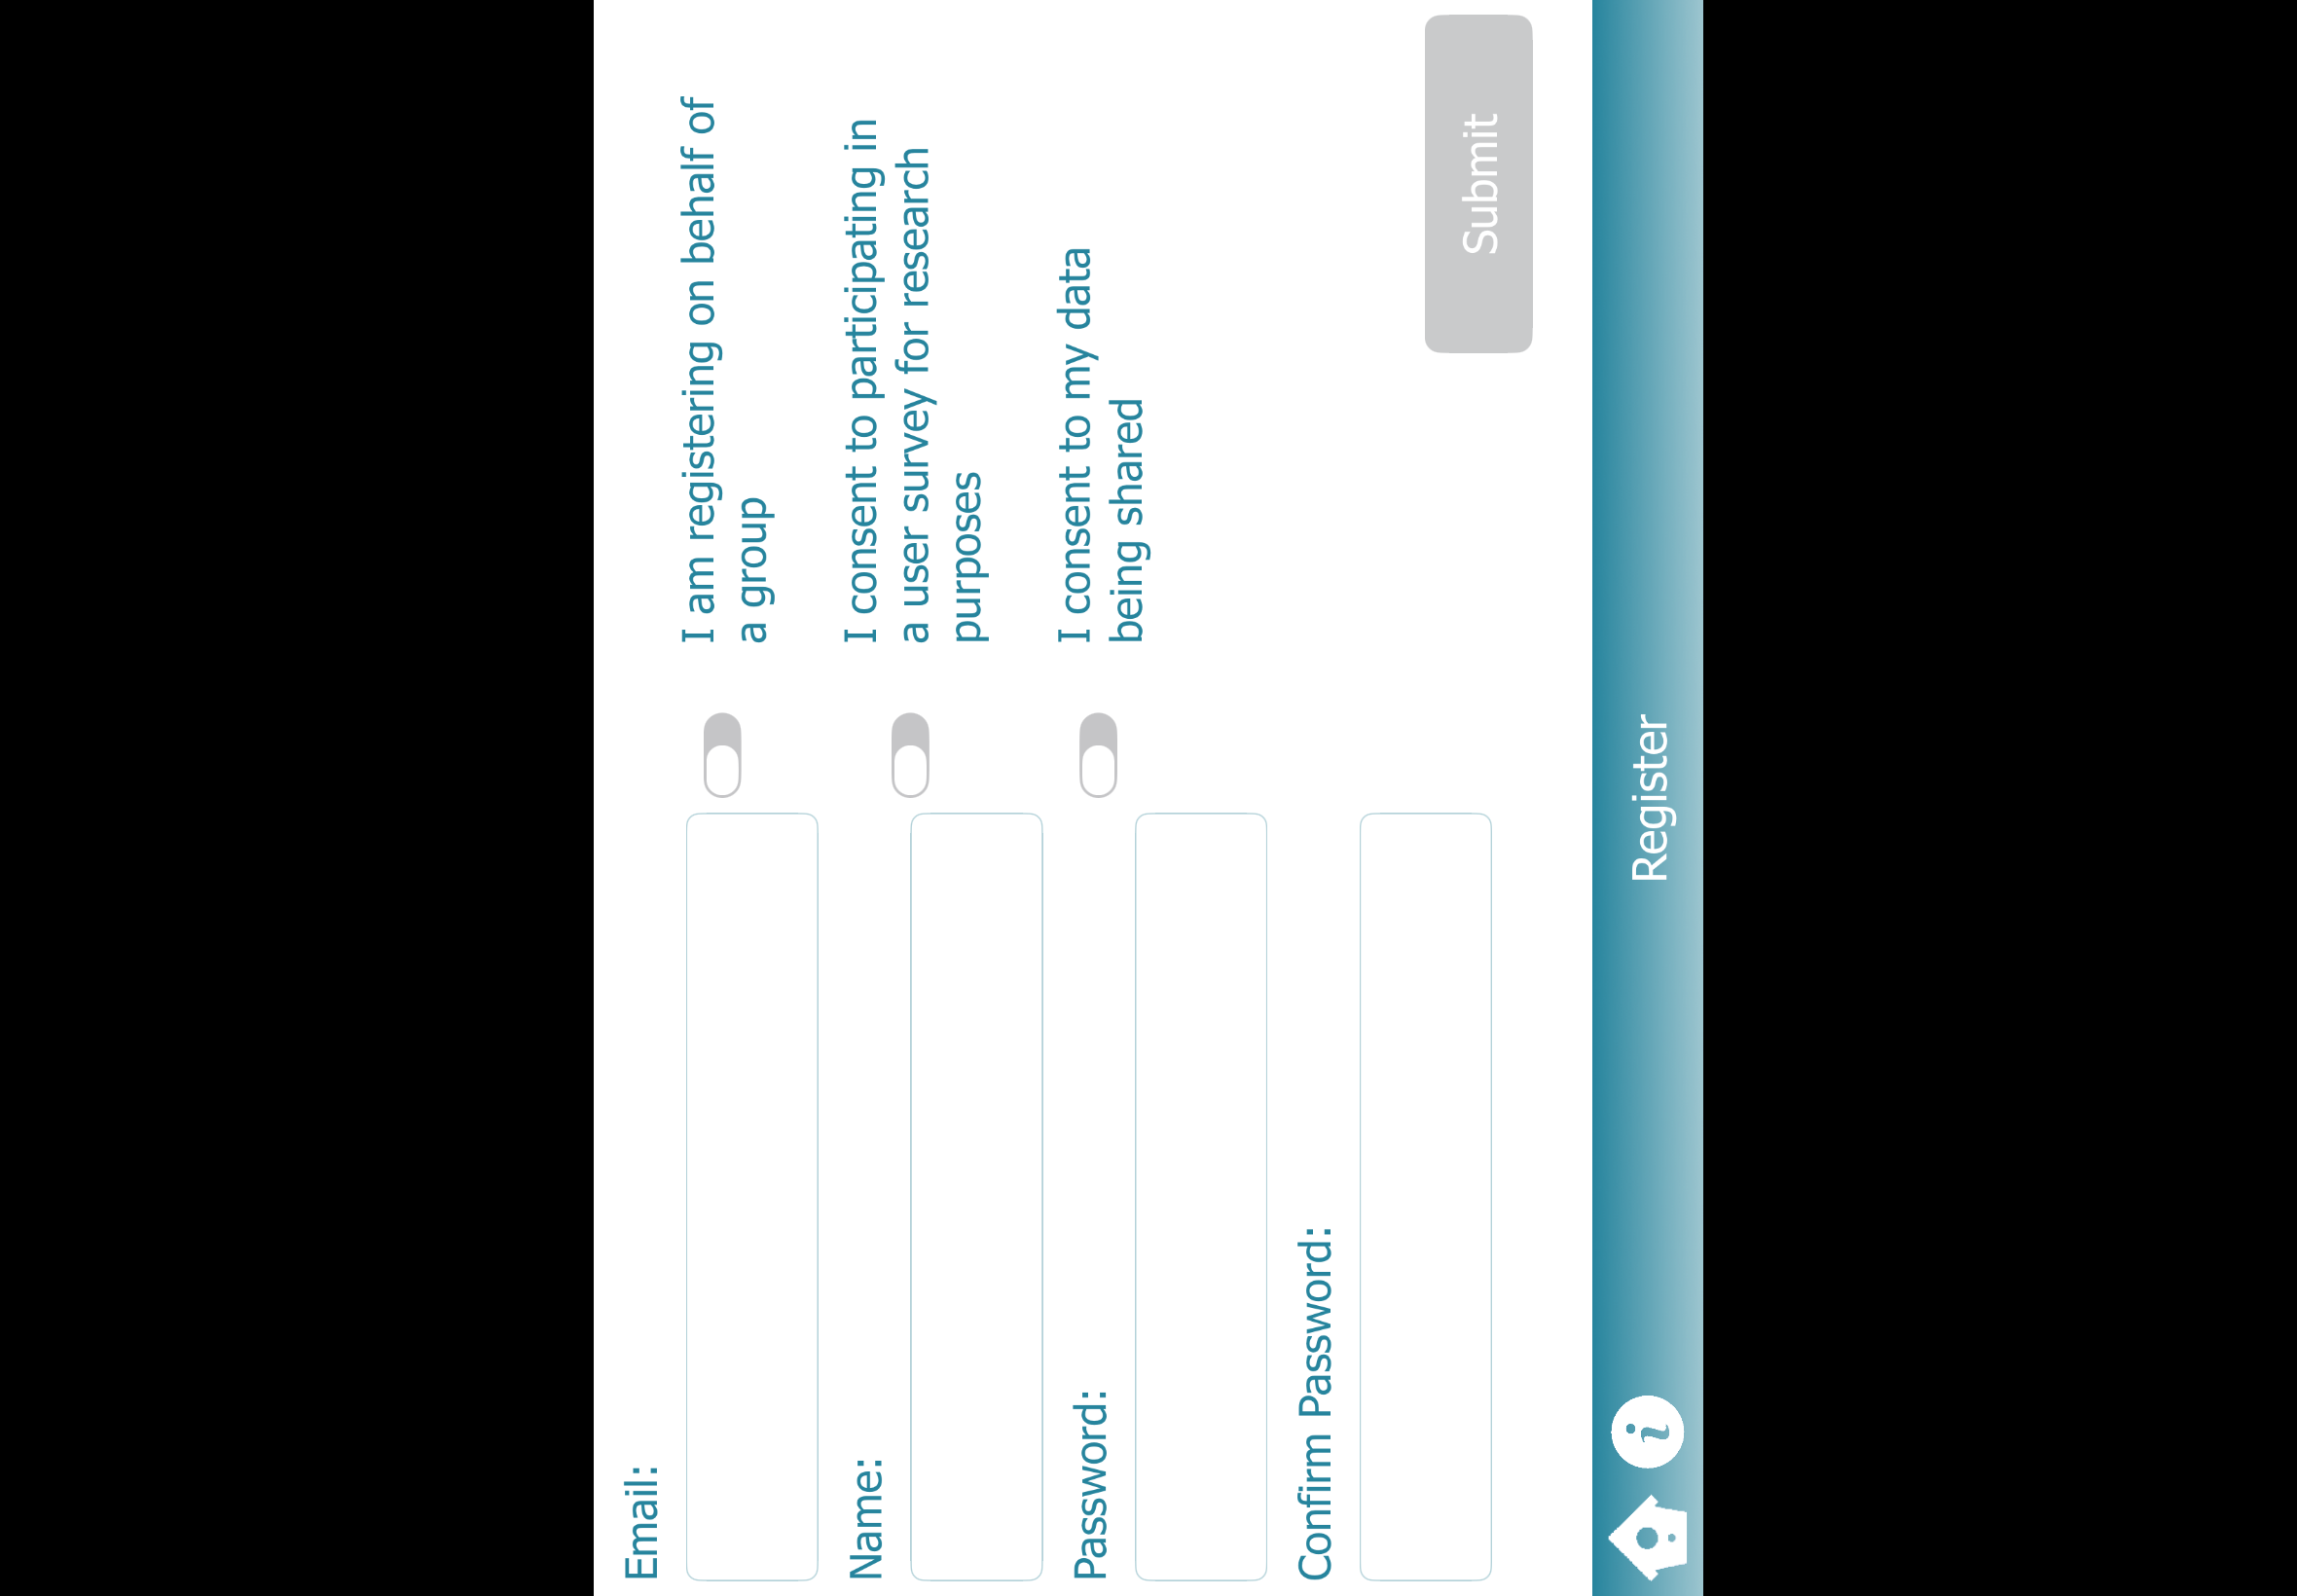 Email:
Name:
Password:
Confirm Password:
I am registering on behalf of
a group
I consent to participating in
a user survey for research
purposes
I consent to my data
being shared
Submit
Register